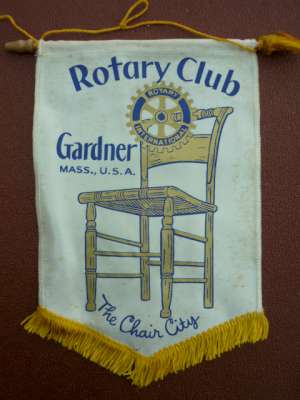 Rotary Club
ROTARY
INTERNATIONAL
Gardner
MASS., U.S.A.
The Chair City